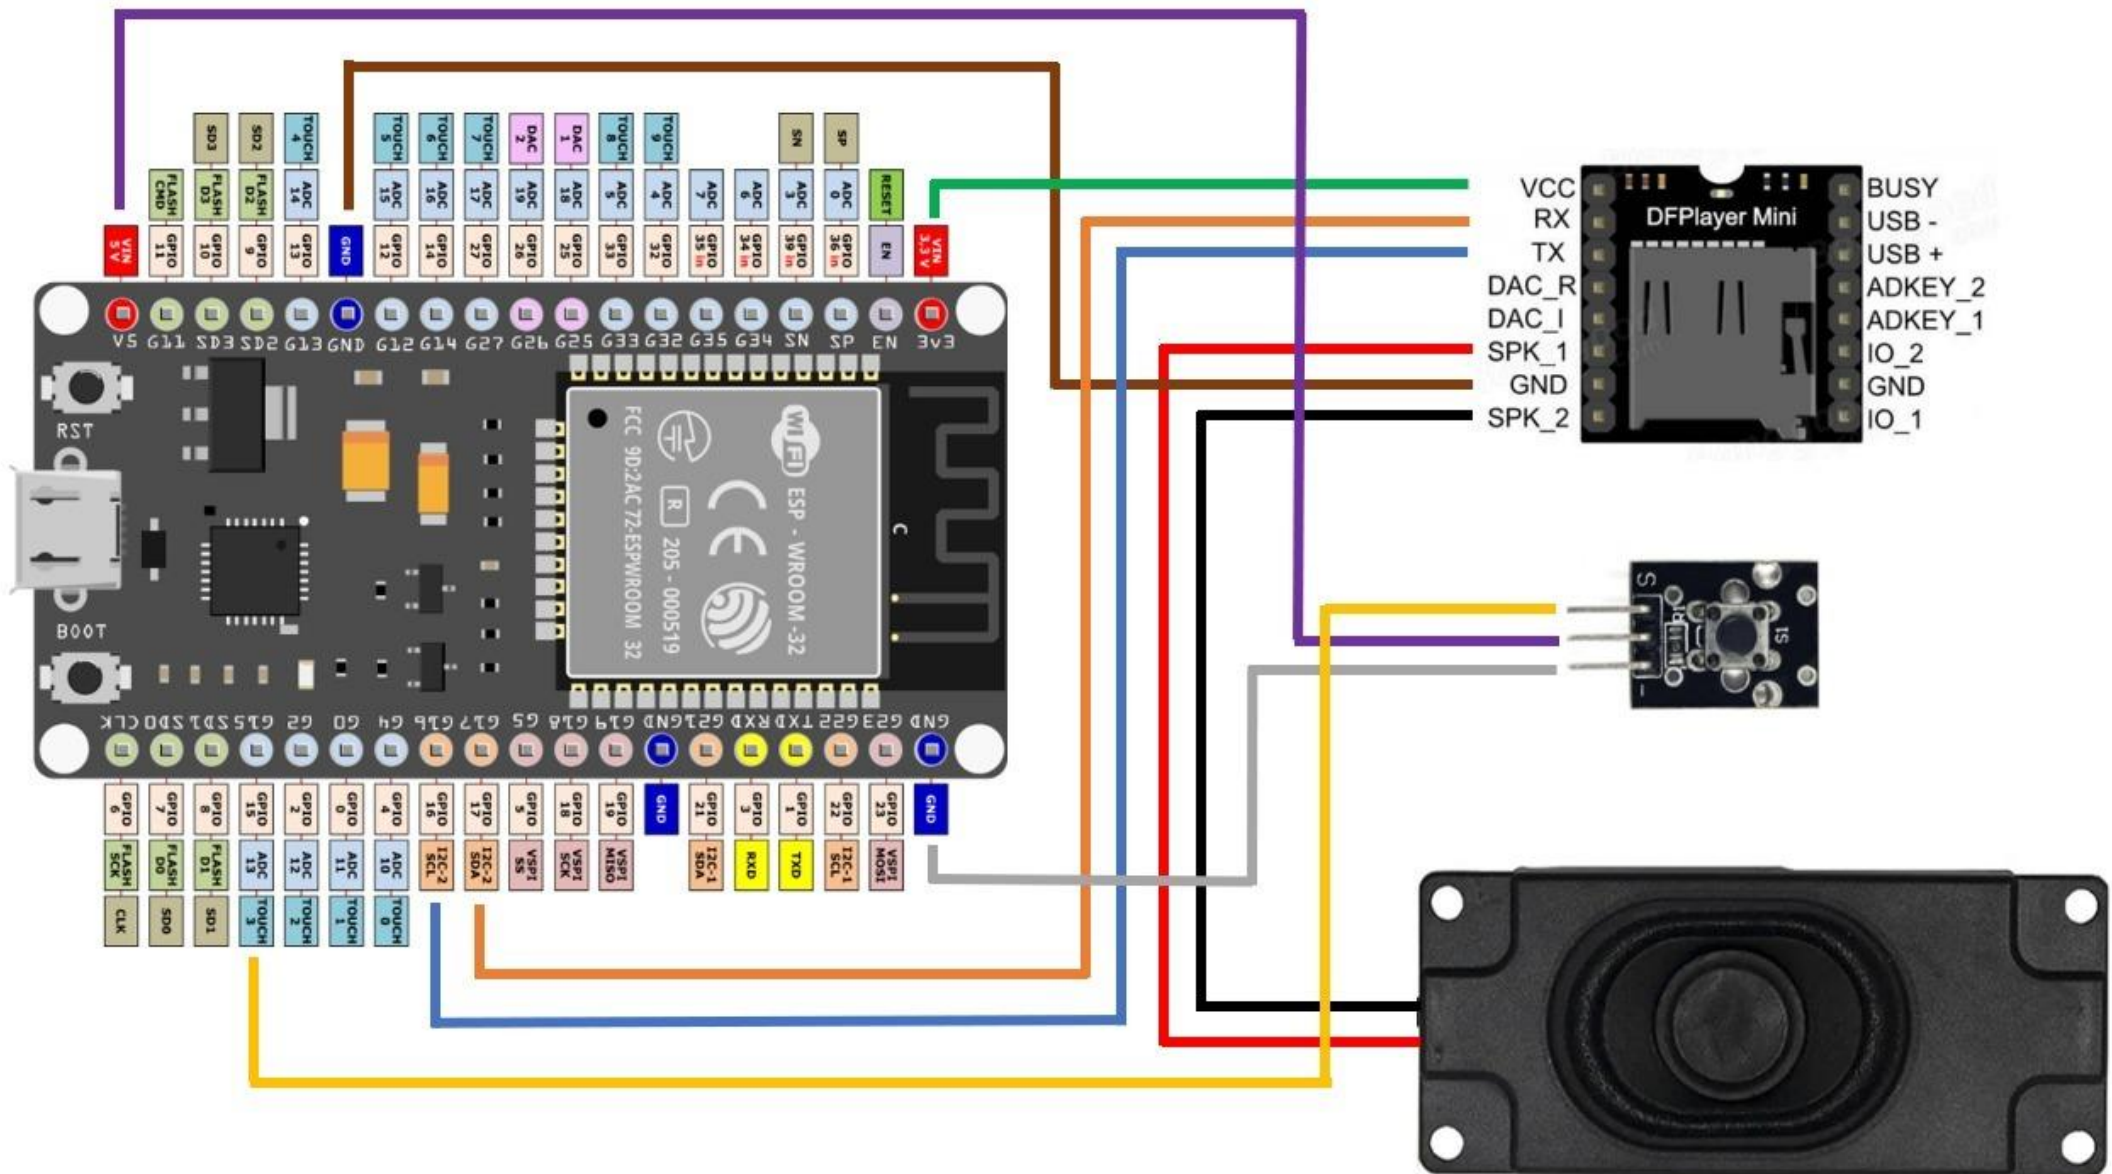 SD3
SD2
TOUCH 4
TOUCH 5
TOUCH 6
TOUCH 7
DAC 2
DAC 1
TOUCH 8
TOUCH 9
SN
SP
FLASH CMD
FLASH D3
FLASH D2
ADC 14
ADC 15
ADC 16
ADC 17
ADC 19
ADC 18
ADC 5
ADC 4
ADC 7
ADC 6
ADC 3
ADC 0
RESET
VIN 5 V
GPIO 11
GPIO 10
GPIO 9
GPIO 13
GND
GPIO 12
GPIO 14
GPIO 27
GPIO 26
GPIO 25
GPIO 33
GPIO 32
GPIO 35 in
GPIO 34 in
GPIO 39 in
GPIO 36 in
EN
VIN 3,3 V
V5 G11 SD3 SD2 G13 GND G12 G14 G27 G26 G25 G33 G32 G35 G34 SN SP EN 3v3
RST
BOOT
WiFi
ESP - WROOM -32
CE
R
205 - 000519
FCC 9D:2AC72-ESPWROOM 32
C
CLK SD0 SD1 G15 G2 G0 G4 G16 G17 G5 G18 G19 GND G21 RXD TXD G22 G23 GND
GPIO 6
GPIO 7
GPIO 8
GPIO 15
GPIO 2
GPIO 0
GPIO 4
GPIO 16
GPIO 17
GPIO 5
GPIO 18
GPIO 19
GND
GPIO 21
GPIO 3
GPIO 1
GPIO 22
GPIO 23
GND
FLASH SCK
FLASH D0
FLASH D1
ADC 13
ADC 12
ADC 11
ADC 10
I2C-2 SCL
I2C-2 SDA
VSPI SS
VSPI SCK
VSPI MISO
I2C-1 SDA
RXD
TXD
I2C-1 SCL
VSPI MOSI
CLK
SD0
SD1
TOUCH 3
TOUCH 2
TOUCH 1
TOUCH 0
VCC
RX
TX
DAC_R
DAC_I
SPK_1
GND
SPK_2
DFPlayer Mini
BUSY
USB -
USB +
ADKEY_2
ADKEY_1
IO_2
GND
IO_1
S
R1
S1
-